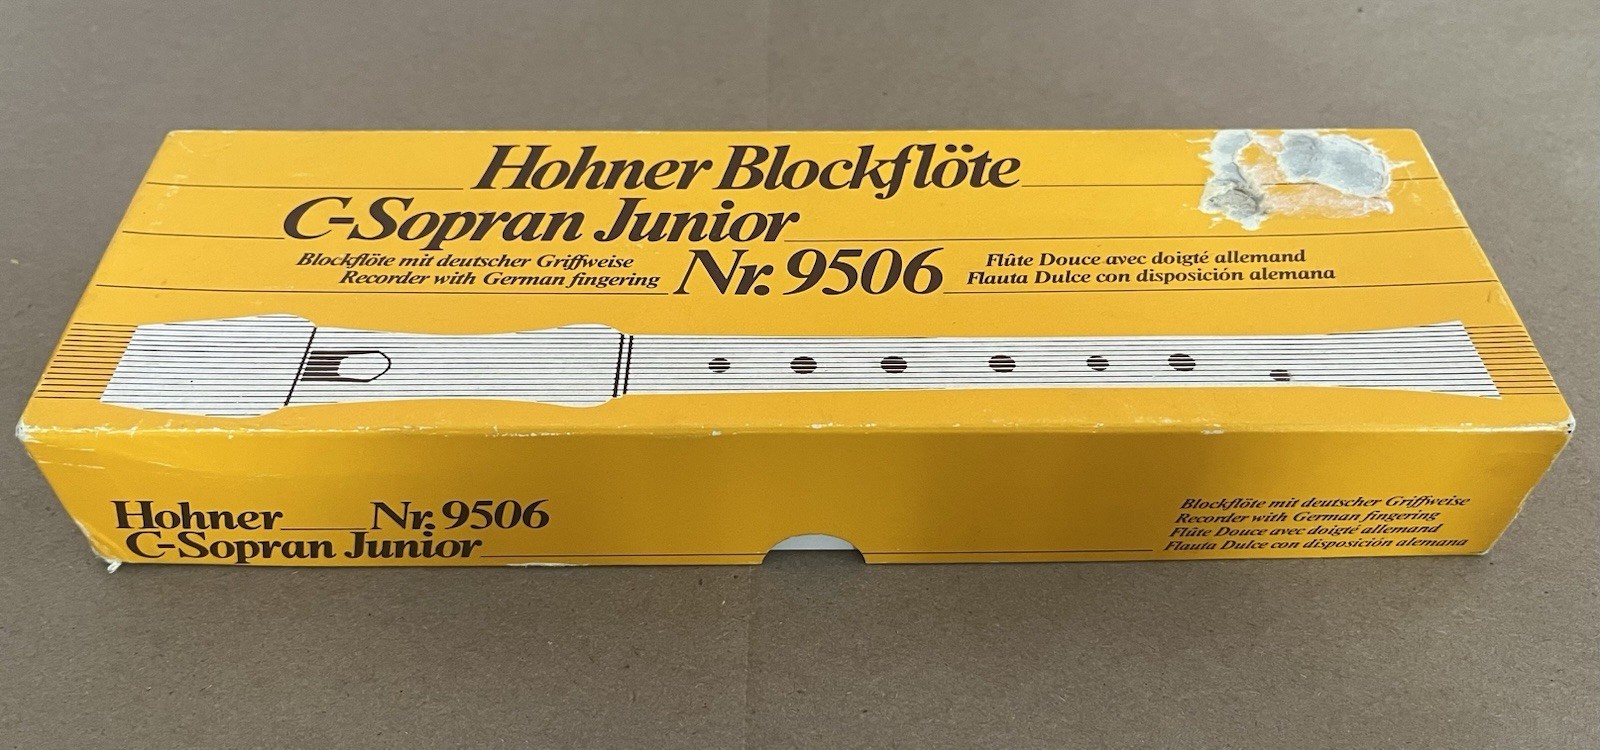 Hohner Blockflöte
C-Sopran Junior
Blockflöte mit deutscher Griffweise
Recorder with German fingering
Nr. 9506
Flûte Douce avec doigté allemand
Flauta Dulce con disposición alemana
Hohner Nr. 9506
C-Sopran Junior
Blockflöte mit deutscher Griffweise
Recorder with German fingering
Flûte Douce avec doigté allemand
Flauta Dulce con disposición alemana